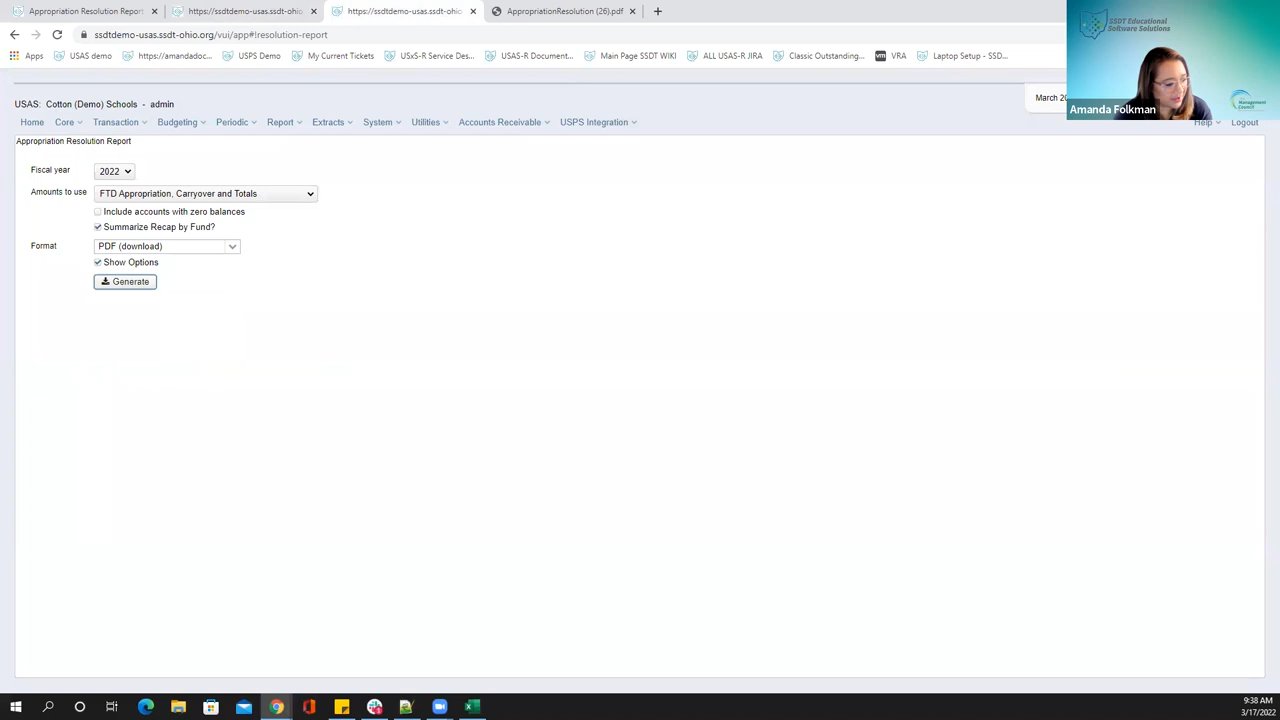 Appropriation Resolution Report
https://ssdtdemo-usas.ssdt-ohio
https://ssdtdemo-usas.ssdt-ohio
AppropriationResolution (26).pdf
ssdtdemo-usas.ssdt-ohio.org/vui/app#!resolution-report
Apps
USAS demo
https://amandadoc...
USPS Demo
My Current Tickets
USxS-R Service Des...
USAS-R Document...
Main Page SSDT WIKI
ALL USAS-R JIRA
Classic Outstanding...
vm VRA
Laptop Setup - SSD...
SSDT Educational
Software Solutions
Management
Council
Amanda Folkman
USAS: Cotton (Demo) Schools - admin
March 20
Home
Core
Transaction
Budgeting
Periodic
Report
Extracts
System
Utilities
Accounts Receivable
USPS Integration
Help
Logout
Appropriation Resolution Report
Fiscal year
2022
Amounts to use
FTD Appropriation, Carryover and Totals
Include accounts with zero balances
Summarize Recap by Fund?
Format
PDF (download)
Show Options
Generate
9:38 AM
3/17/2022